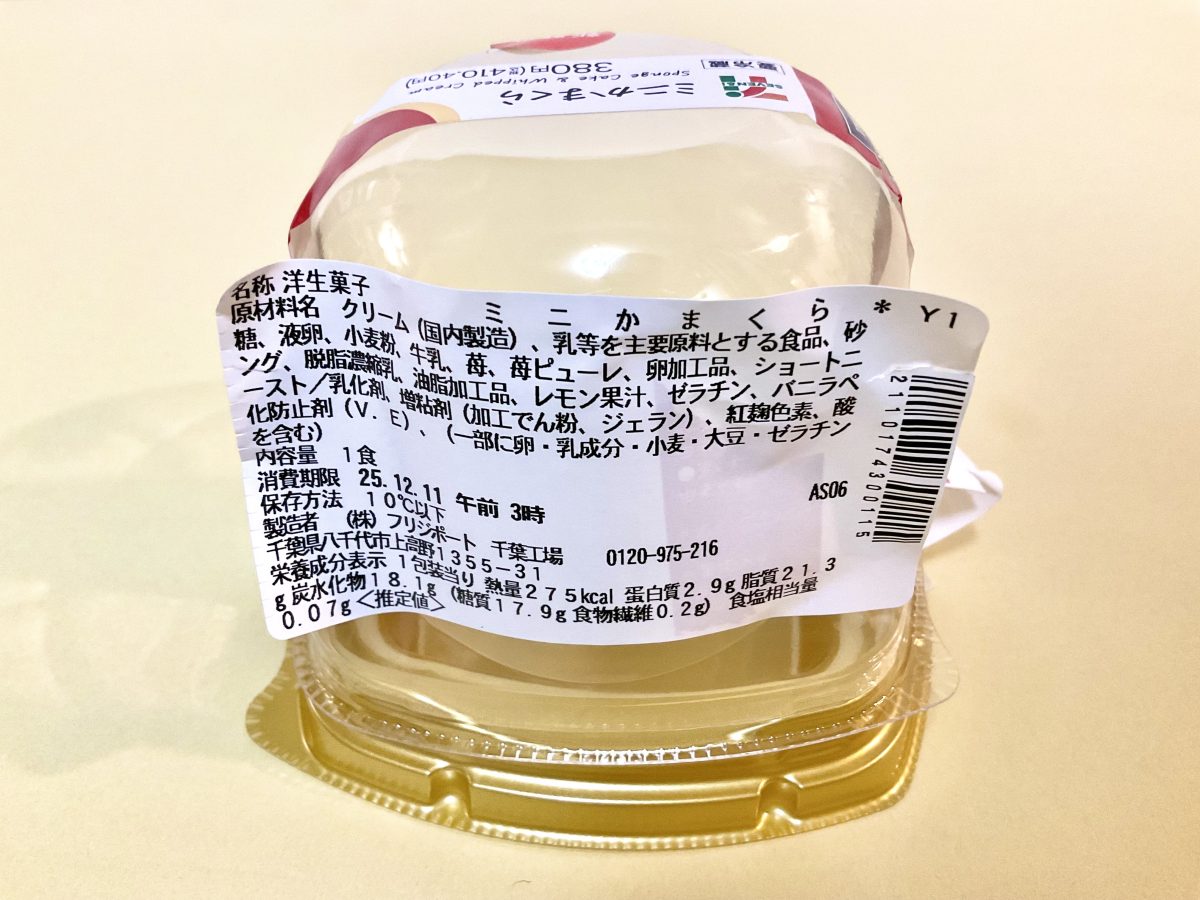 SEVEN&i
ミニかまくら
Sponge Cake & Whipped Cream
380円(税込410.40円)
要冷蔵
ミニかまくら * Y1
名称 洋生菓子
原材料名 クリーム(国内製造)、乳等を主要原料とする食品、砂
糖、液卵、小麦粉、牛乳、苺、苺ピューレ、卵加工品、ショートニ
ング、脱脂濃縮乳、油脂加工品、レモン果汁、ゼラチン、バニラペ
ースト/乳化剤、増粘剤(加工でん粉、ジェラン)、紅麹色素、酸
化防止剤(V.E)、(一部に卵・乳成分・小麦・大豆・ゼラチン
を含む)
内容量 1食
消費期限 25.12.11 午前 3時
保存方法 10℃以下
製造者 (株)フリジポート 千葉工場
千葉県八千代市上高野1355-31 0120-975-216
栄養成分表示 1包装当り 熱量275kcal 蛋白質2.9g 脂質21.3
g 炭水化物18.1g (糖質17.9g 食物繊維0.2g) 食塩相当量
0.07g<推定値>
AS06
2110174300115